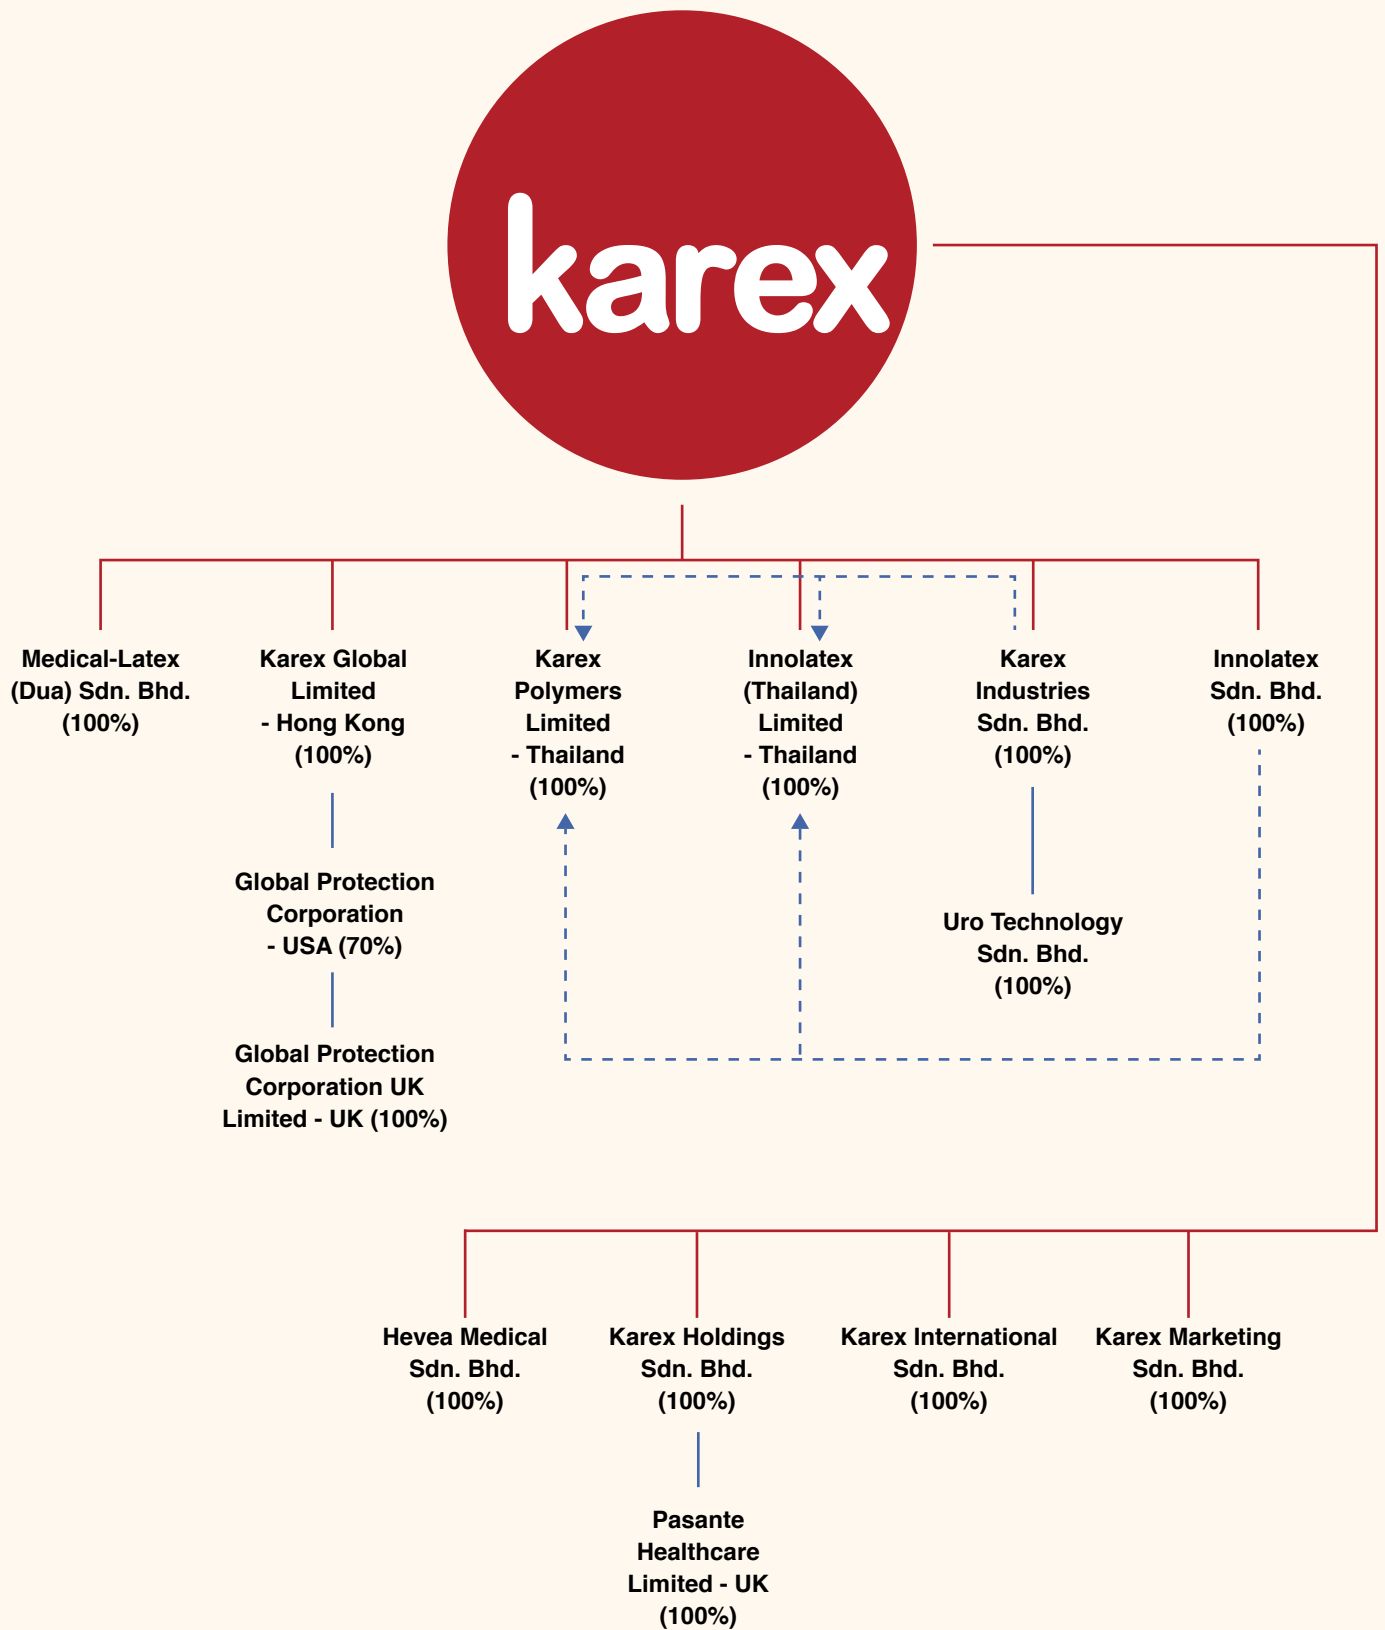 karex
Medical-Latex
(Dua) Sdn. Bhd.
(100%)
Karex Global
Limited
- Hong Kong
(100%)
Karex
Polymers
Limited
- Thailand
(100%)
Innolatex
(Thailand)
Limited
- Thailand
(100%)
Karex
Industries
Sdn. Bhd.
(100%)
Innolatex
Sdn. Bhd.
(100%)
Global Protection
Corporation
- USA (70%)
Uro Technology
Sdn. Bhd.
(100%)
Global Protection
Corporation UK
Limited - UK (100%)
Hevea Medical
Sdn. Bhd.
(100%)
Karex Holdings
Sdn. Bhd.
(100%)
Karex International
Sdn. Bhd.
(100%)
Karex Marketing
Sdn. Bhd.
(100%)
Pasante
Healthcare
Limited - UK
(100%)